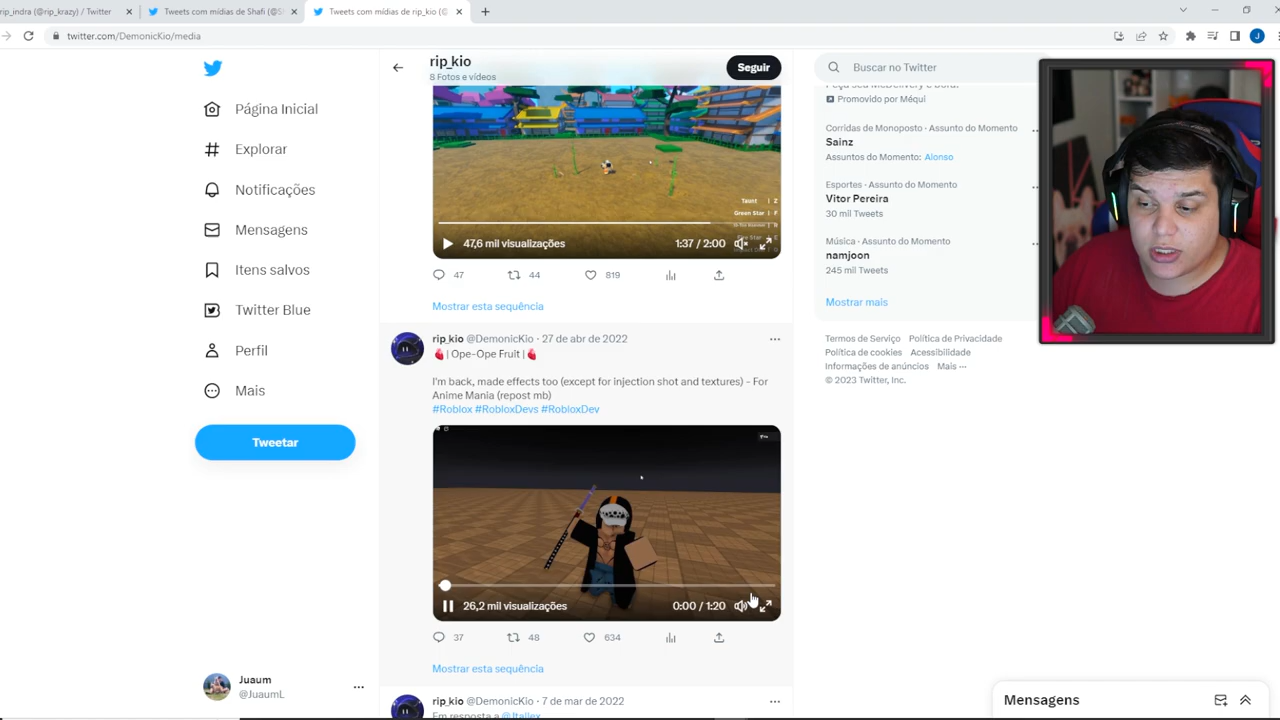 rip_indra (@rip_krazy) / Twitter
Tweets com mídias de Shafi (@S
Tweets com mídias de rip_kio (@
twitter.com/DemonicKio/media
J
Página Inicial
Explorar
Notificações
Mensagens
Itens salvos
Twitter Blue
Perfil
Mais
Tweetar
Juaum
@JuaumL
rip_kio
8 Fotos e vídeos
Seguir
Taunt | Z
Green Star | F
47,6 mil visualizações
1:37 / 2:00
47
44
819
Mostrar esta sequência
rip_kio @DemonicKio · 27 de abr de 2022
| Ope-Ope Fruit |
I'm back, made effects too (except for injection shot and textures) - For
Anime Mania (repost mb)
#Roblox #RobloxDevs #RobloxDev
26,2 mil visualizações
0:00 / 1:20
37
48
634
Mostrar esta sequência
rip_kio @DemonicKio · 7 de mar de 2022
Em resposta a @Jtallex
Buscar no Twitter
Promovido por Méqui
Corridas de Monoposto · Assunto do Momento
Sainz
Assuntos do Momento: Alonso
Esportes · Assunto do Momento
Vitor Pereira
30 mil Tweets
Música · Assunto do Momento
namjoon
245 mil Tweets
Mostrar mais
Termos de Serviço Política de Privacidade
Política de cookies Acessibilidade
Informações de anúncios Mais ···
© 2023 Twitter, Inc.
Mensagens